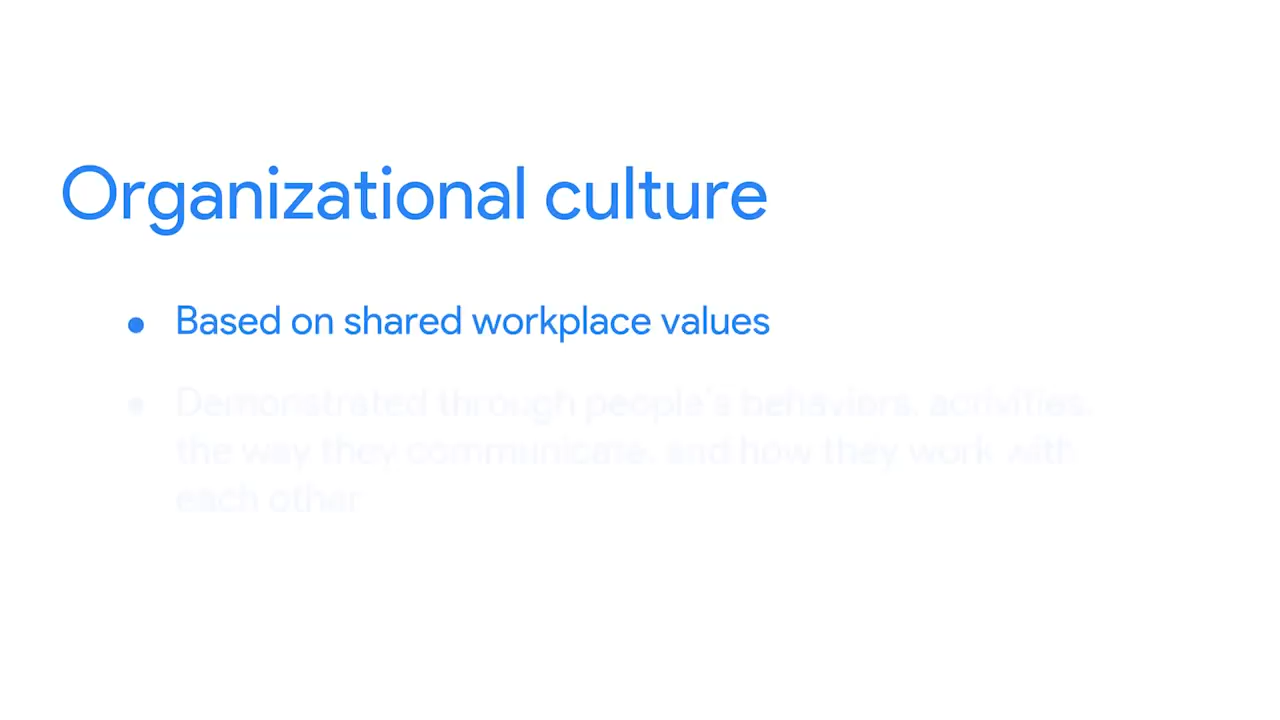 Organizational culture
• Based on shared workplace values
• Demonstrated through people's behaviors, activities,
the way they communicate, and how they work with
each other